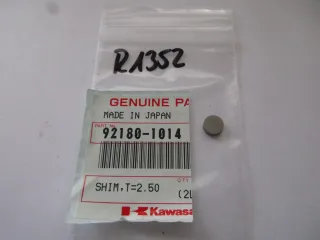 R1352
GENUINE PA
MADE IN JAPAN
92180-1014
SHIM,T=2.50
Kawasa